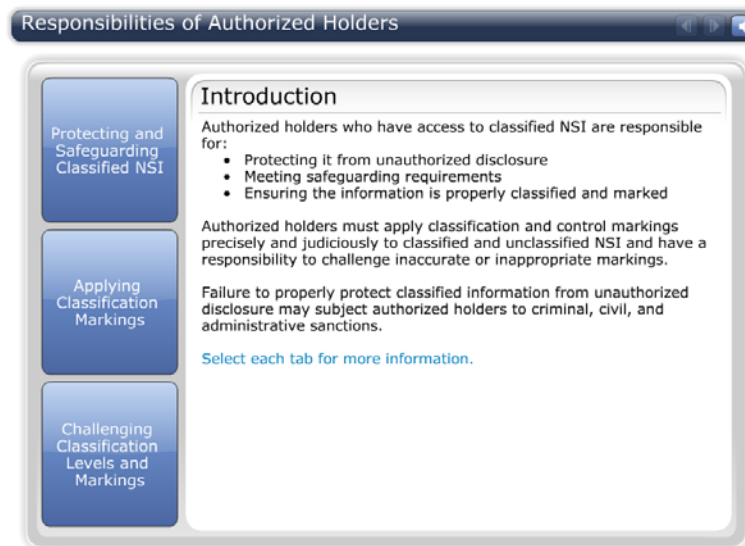 Responsibilities of Authorized Holders
Protecting and
Safeguarding
Classified NSI
Applying
Classification
Markings
Challenging
Classification
Levels and
Markings
Introduction
Authorized holders who have access to classified NSI are responsible
for:
• Protecting it from unauthorized disclosure
• Meeting safeguarding requirements
• Ensuring the information is properly classified and marked
Authorized holders must apply classification and control markings
precisely and judiciously to classified and unclassified NSI and have a
responsibility to challenge inaccurate or inappropriate markings.
Failure to properly protect classified information from unauthorized
disclosure may subject authorized holders to criminal, civil, and
administrative sanctions.
Select each tab for more information.